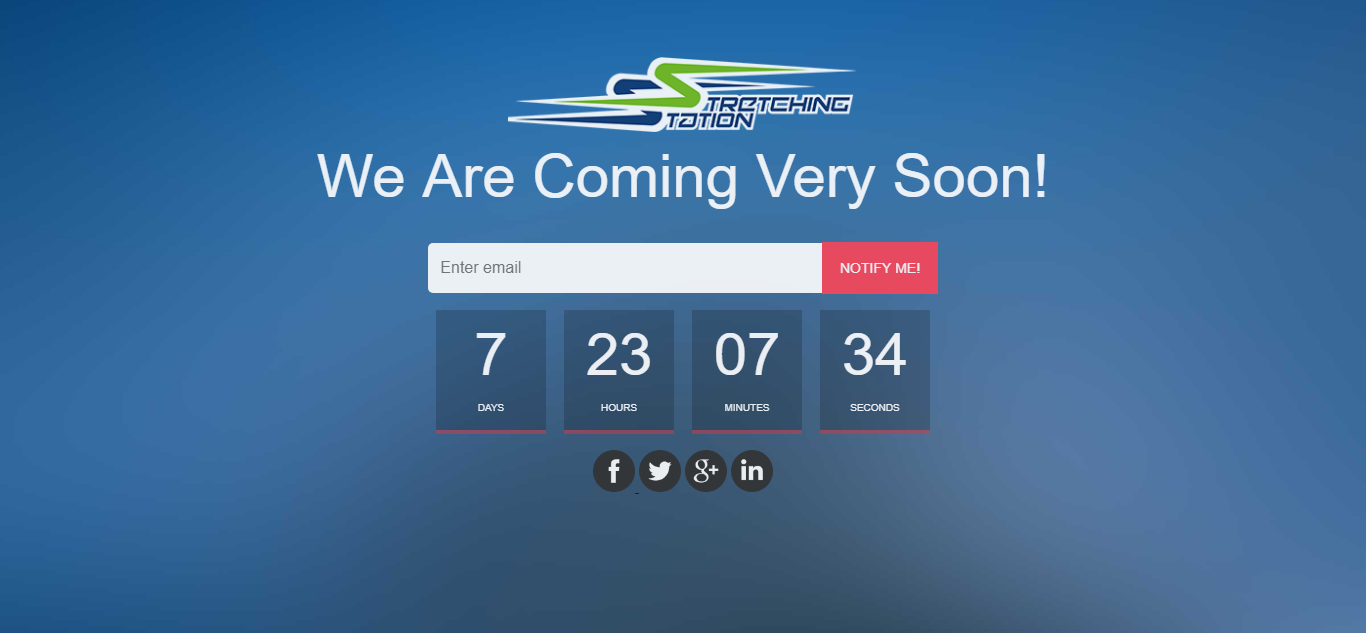 STRETCHING
STATION
We Are Coming Very Soon!
Enter email
NOTIFY ME!
7 23 07 34
DAYS HOURS MINUTES SECONDS
f g+ in